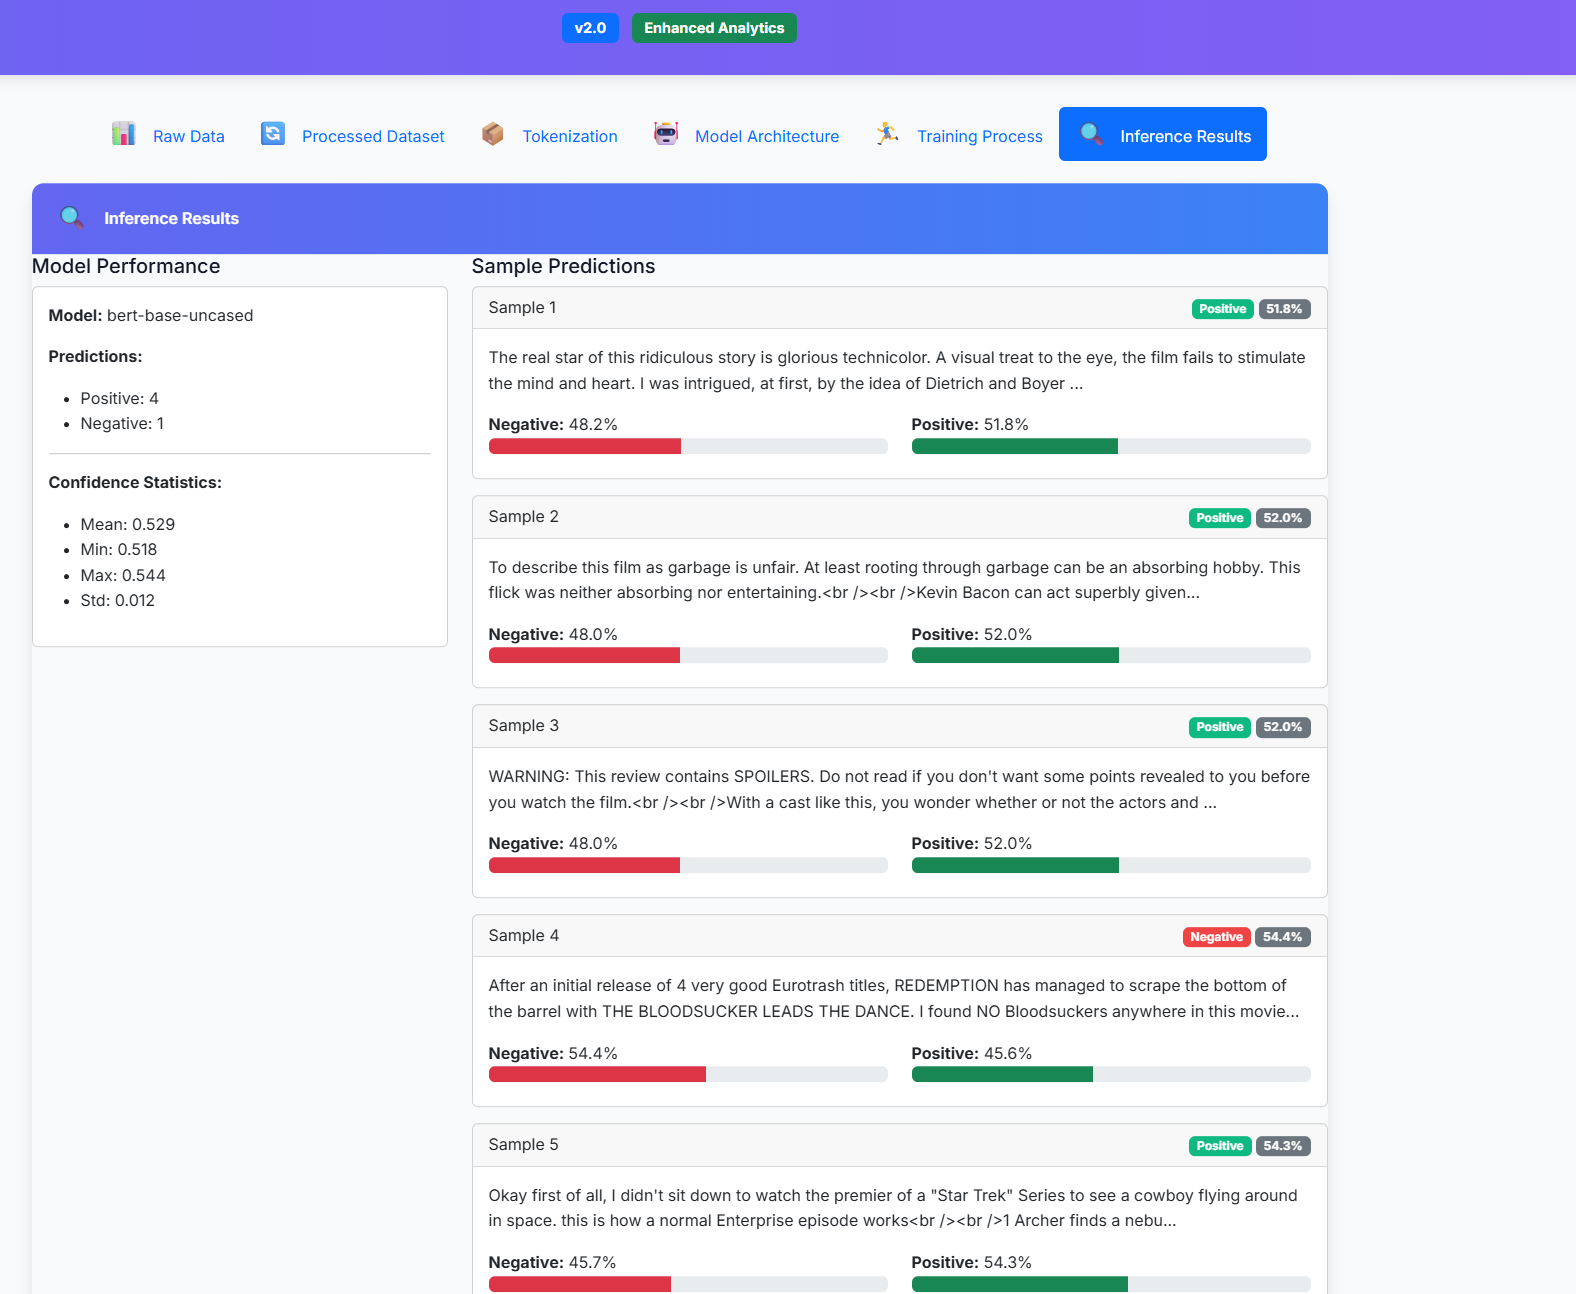 v2.0 Enhanced Analytics
Raw Data Processed Dataset Tokenization Model Architecture Training Process Inference Results
Inference Results
Model Performance
Model: bert-base-uncased
Predictions:
Positive: 4
Negative: 1
Confidence Statistics:
Mean: 0.529
Min: 0.518
Max: 0.544
Std: 0.012
Sample Predictions
Sample 1 Positive 51.8%
The real star of this ridiculous story is glorious technicolor. A visual treat to the eye, the film fails to stimulate
the mind and heart. I was intrigued, at first, by the idea of Dietrich and Boyer ...
Negative: 48.2% Positive: 51.8%
Sample 2 Positive 52.0%
To describe this film as garbage is unfair. At least rooting through garbage can be an absorbing hobby. This
flick was neither absorbing nor entertaining.<br /><br />Kevin Bacon can act superbly given...
Negative: 48.0% Positive: 52.0%
Sample 3 Positive 52.0%
WARNING: This review contains SPOILERS. Do not read if you don't want some points revealed to you before
you watch the film.<br /><br />With a cast like this, you wonder whether or not the actors and ...
Negative: 48.0% Positive: 52.0%
Sample 4 Negative 54.4%
After an initial release of 4 very good Eurotrash titles, REDEMPTION has managed to scrape the bottom of
the barrel with THE BLOODSUCKER LEADS THE DANCE. I found NO Bloodsuckers anywhere in this movie...
Negative: 54.4% Positive: 45.6%
Sample 5 Positive 54.3%
Okay first of all, I didn't sit down to watch the premier of a "Star Trek" Series to see a cowboy flying around
in space. this is how a normal Enterprise episode works<br /><br />1 Archer finds a nebu...
Negative: 45.7% Positive: 54.3%